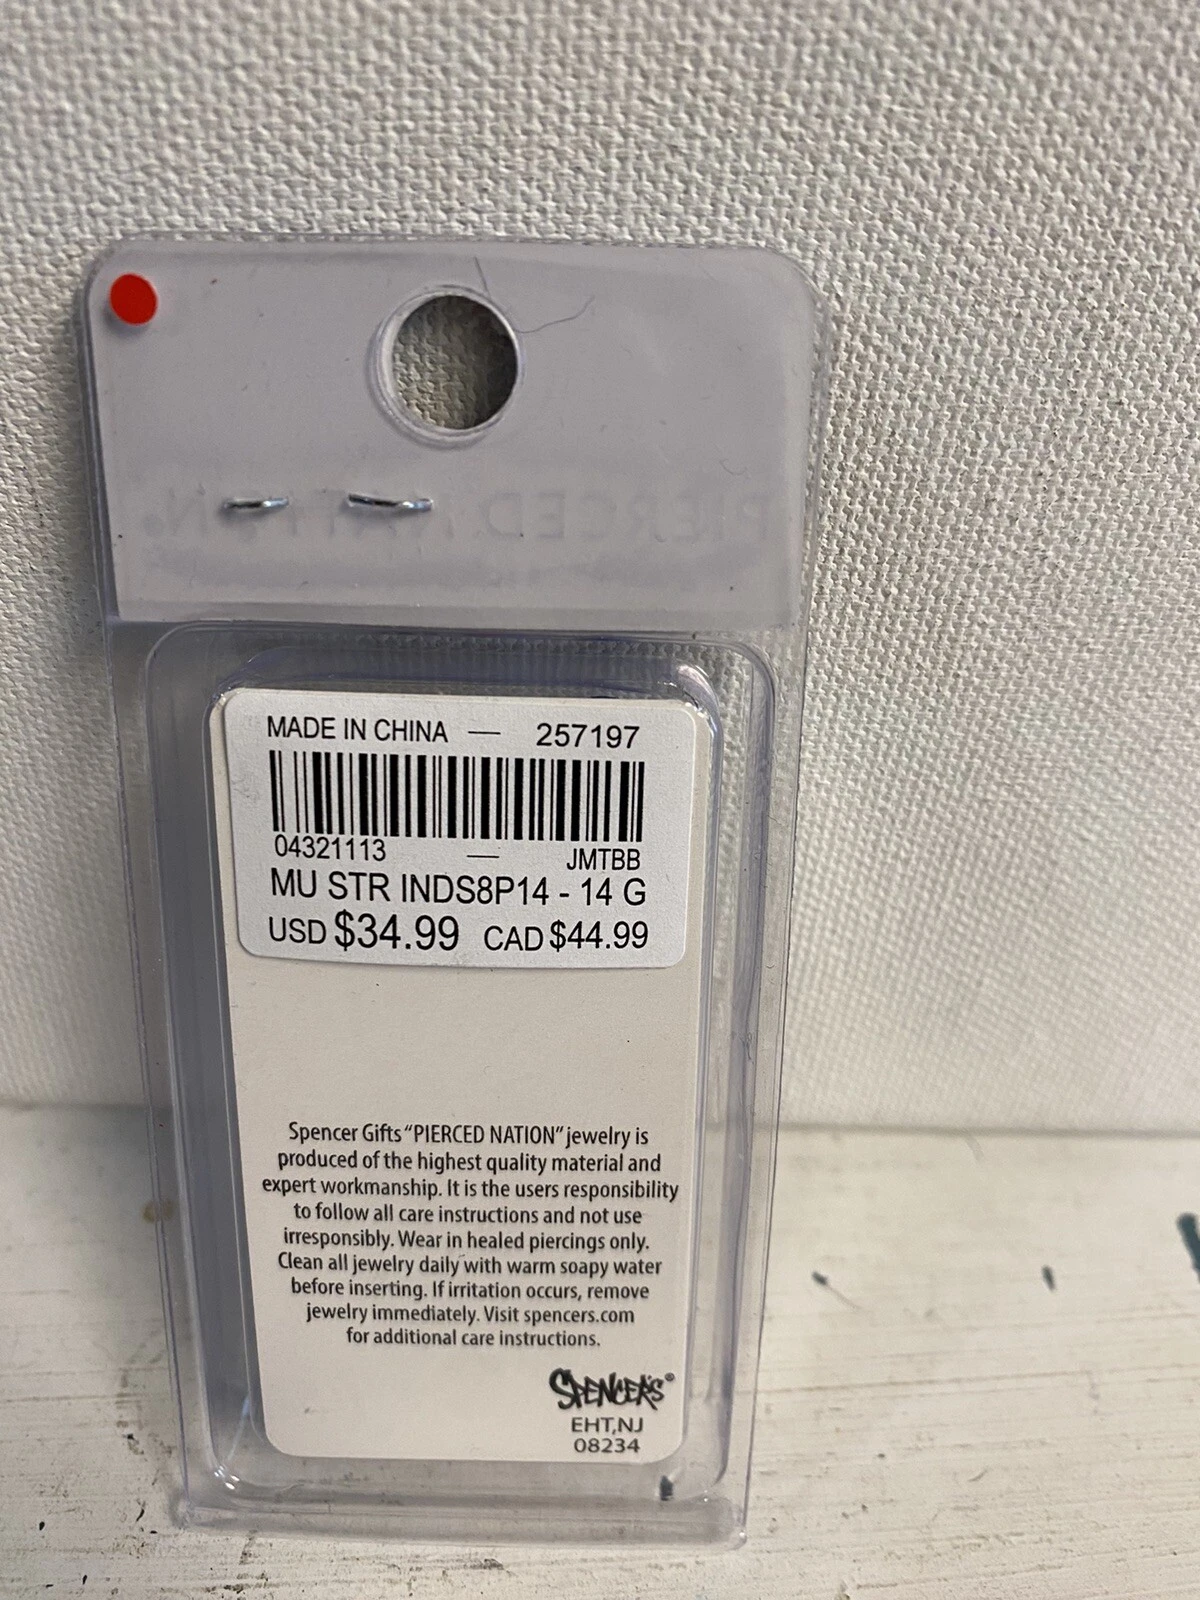 PIERCED NATION.
MADE IN CHINA — 257197
04321113 — JMTBB
MU STR INDS8P14 - 14 G
USD $34.99 CAD $44.99
Spencer Gifts “PIERCED NATION” jewelry is
produced of the highest quality material and
expert workmanship. It is the users responsibility
to follow all care instructions and not use
irresponsibly. Wear in healed piercings only.
Clean all jewelry daily with warm soapy water
before inserting. If irritation occurs, remove
jewelry immediately. Visit spencers.com
for additional care instructions.
SPENCER'S®
EHT,NJ
08234